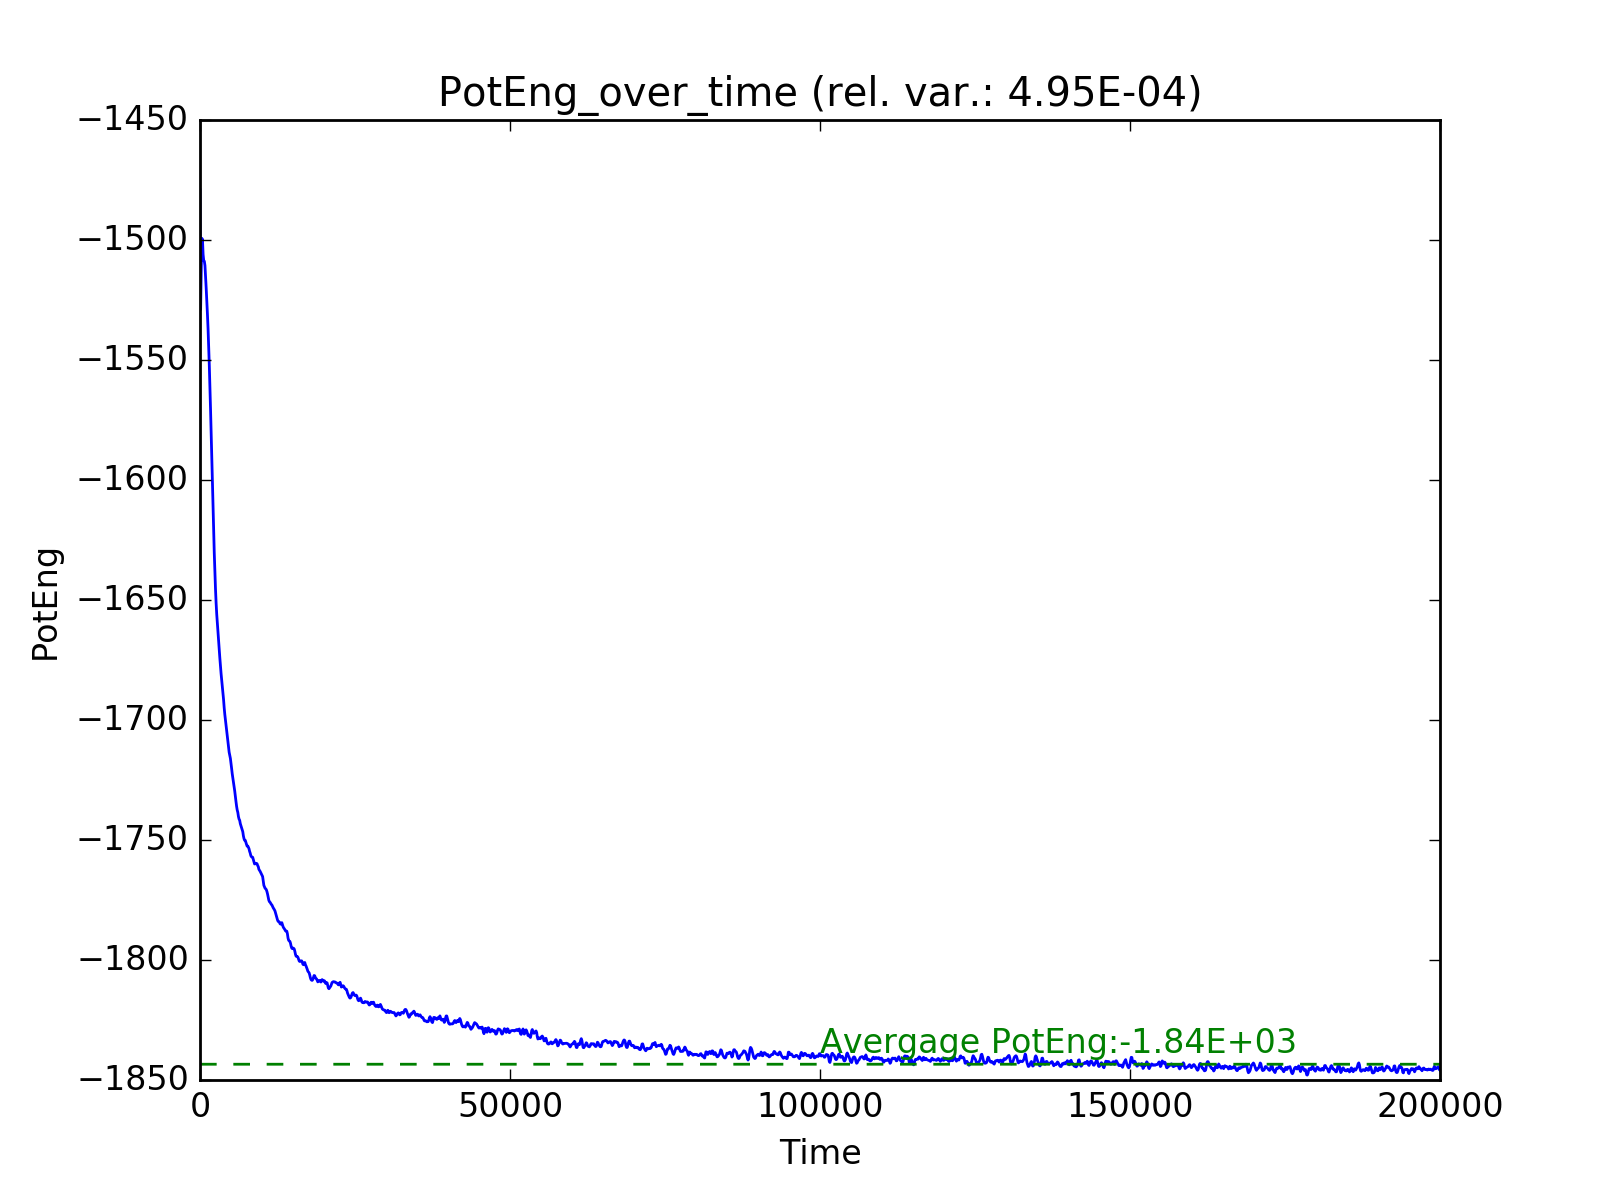 PotEng_over_time (rel. var.: 4.95E-04)
−1450
−1500
−1550
−1600
−1650
−1700
−1750
−1800
−1850
PotEng
Avergage PotEng:-1.84E+03
0 50000 100000 150000 200000
Time